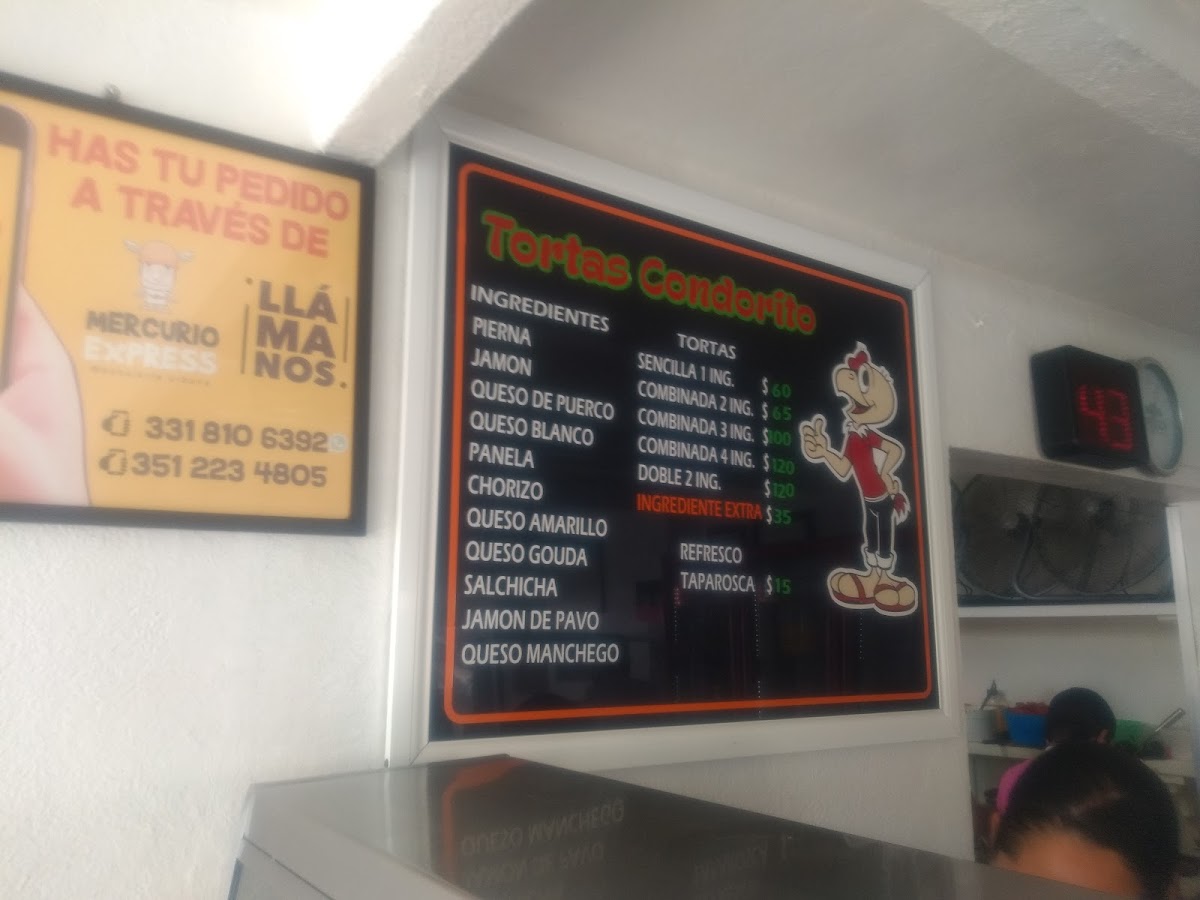 HAS TU PEDIDO
A TRAVÉS DE
MERCURIO
EXPRESS
LLÁ
MA
NOS.
331 810 6392
351 223 4805
Tortas Condorito
INGREDIENTES
PIERNA
JAMON
QUESO DE PUERCO
QUESO BLANCO
PANELA
CHORIZO
QUESO AMARILLO
QUESO GOUDA
SALCHICHA
JAMON DE PAVO
QUESO MANCHEGO
TORTAS
SENCILLA 1 ING. $60
COMBINADA 2 ING. $65
COMBINADA 3 ING. $100
COMBINADA 4 ING. $120
DOBLE 2 ING. $120
INGREDIENTE EXTRA $35
REFRESCO
TAPAROSCA $15